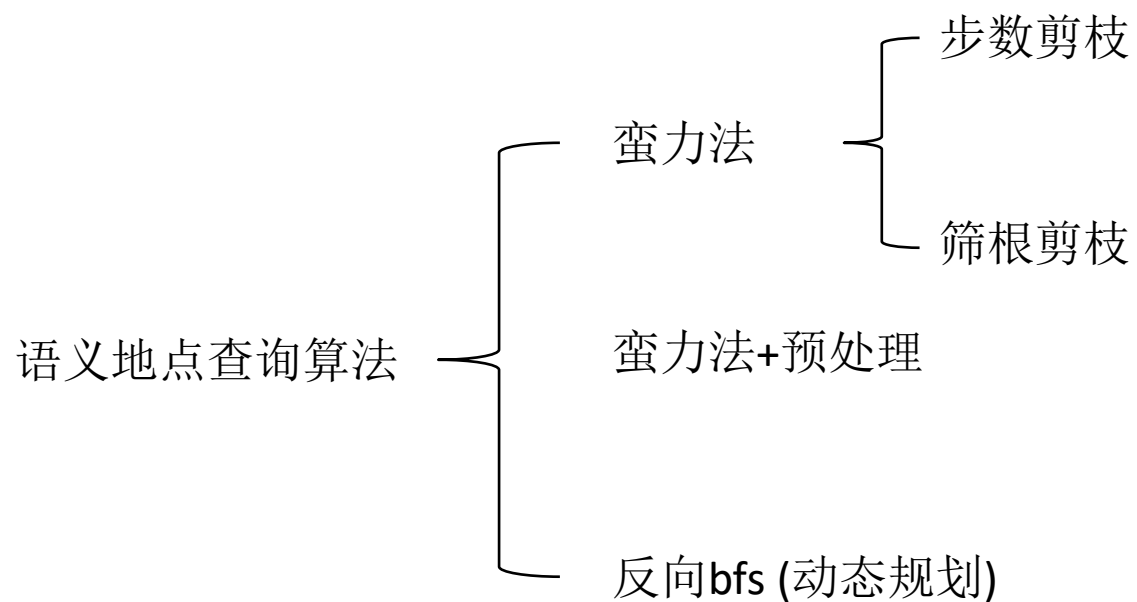 步数剪枝
蛮力法
筛根剪枝
语义地点查询算法
蛮力法+预处理
反向bfs (动态规划)